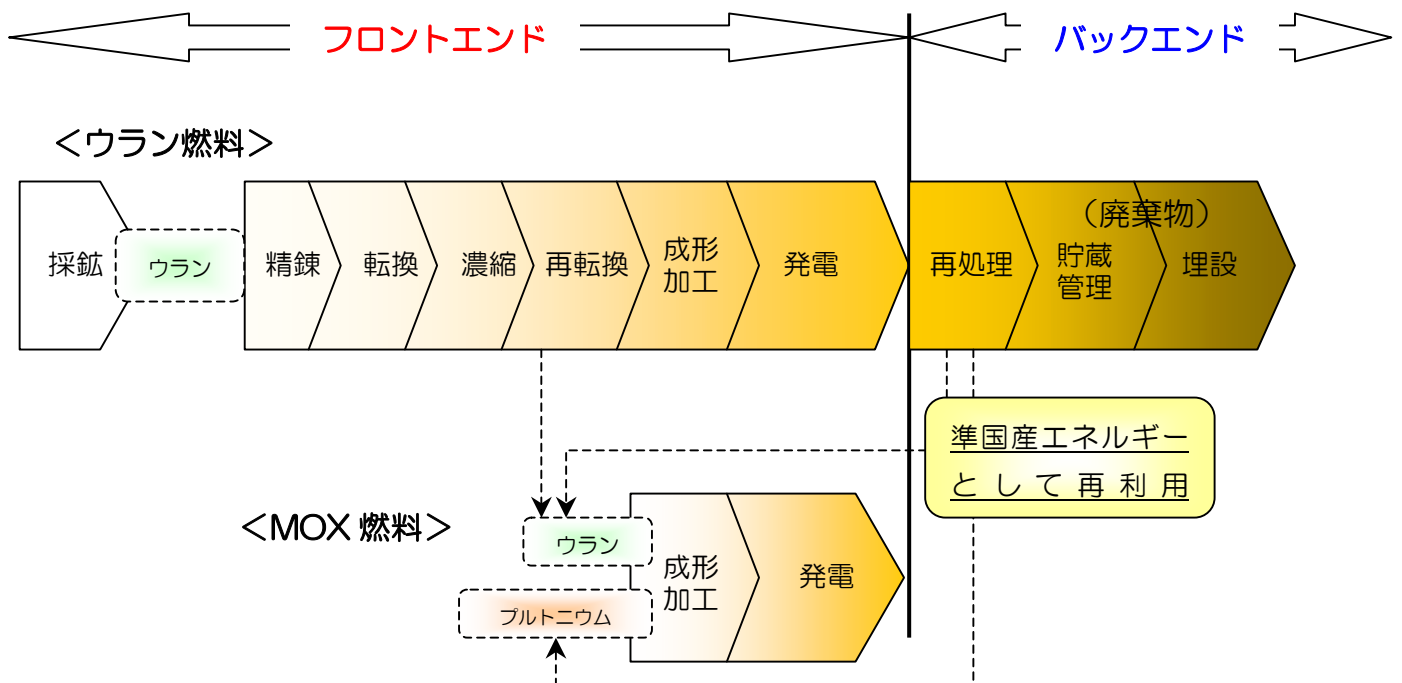 フロントエンド
バックエンド
＜ウラン燃料＞
採鉱
ウラン
精錬
転換
濃縮
再転換
成形
加工
発電
再処理
（廃棄物）
貯蔵
管理
埋設
準国産エネルギー
として再利用
＜MOX 燃料＞
ウラン
プルトニウム
成形
加工
発電